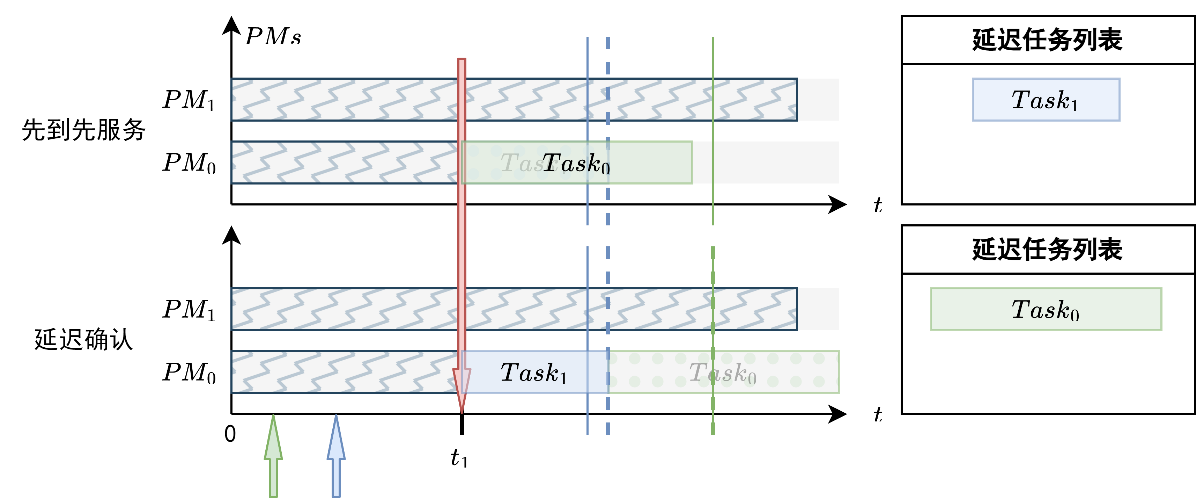 PMs
延迟任务列表
PM₁
Task₁
先到先服务
PM₀
Task₀
t
延迟任务列表
PM₁
Task₀
延迟确认
PM₀
Task₁
Task₀
t
0
t₁